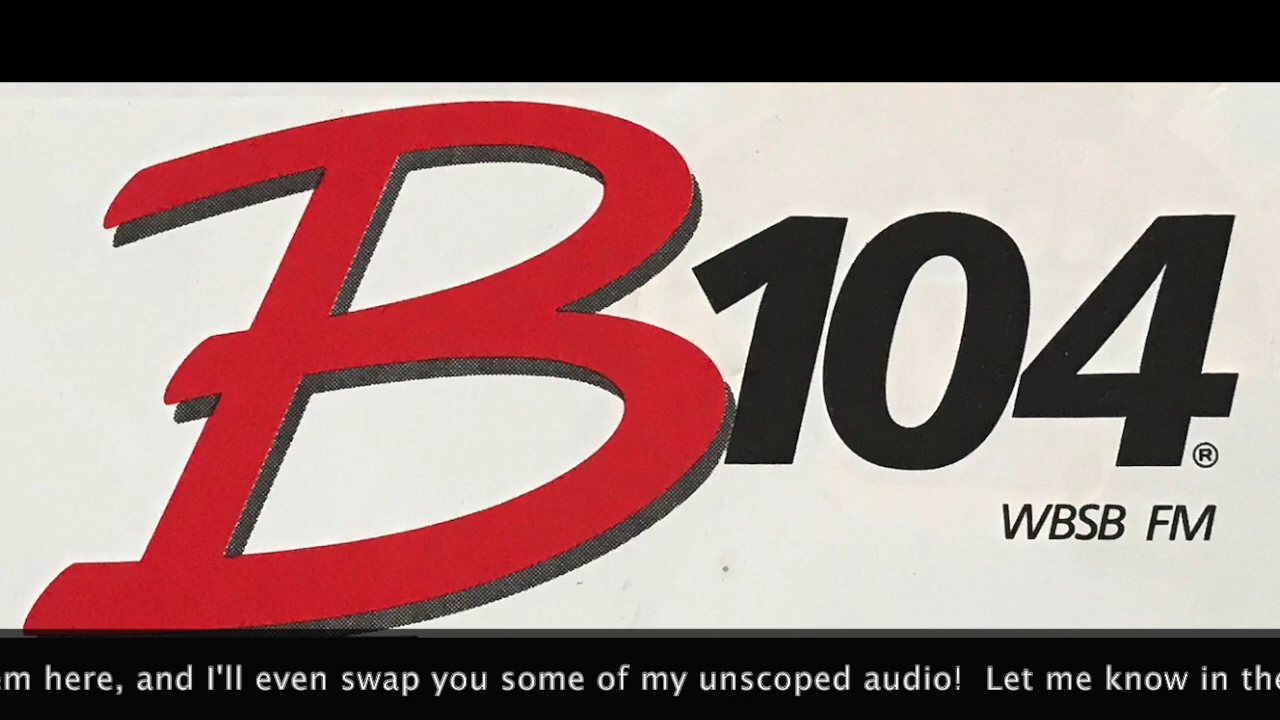 B104®
WBSB FM
here, and I'll even swap you some of my unscoped audio! Let me know in the